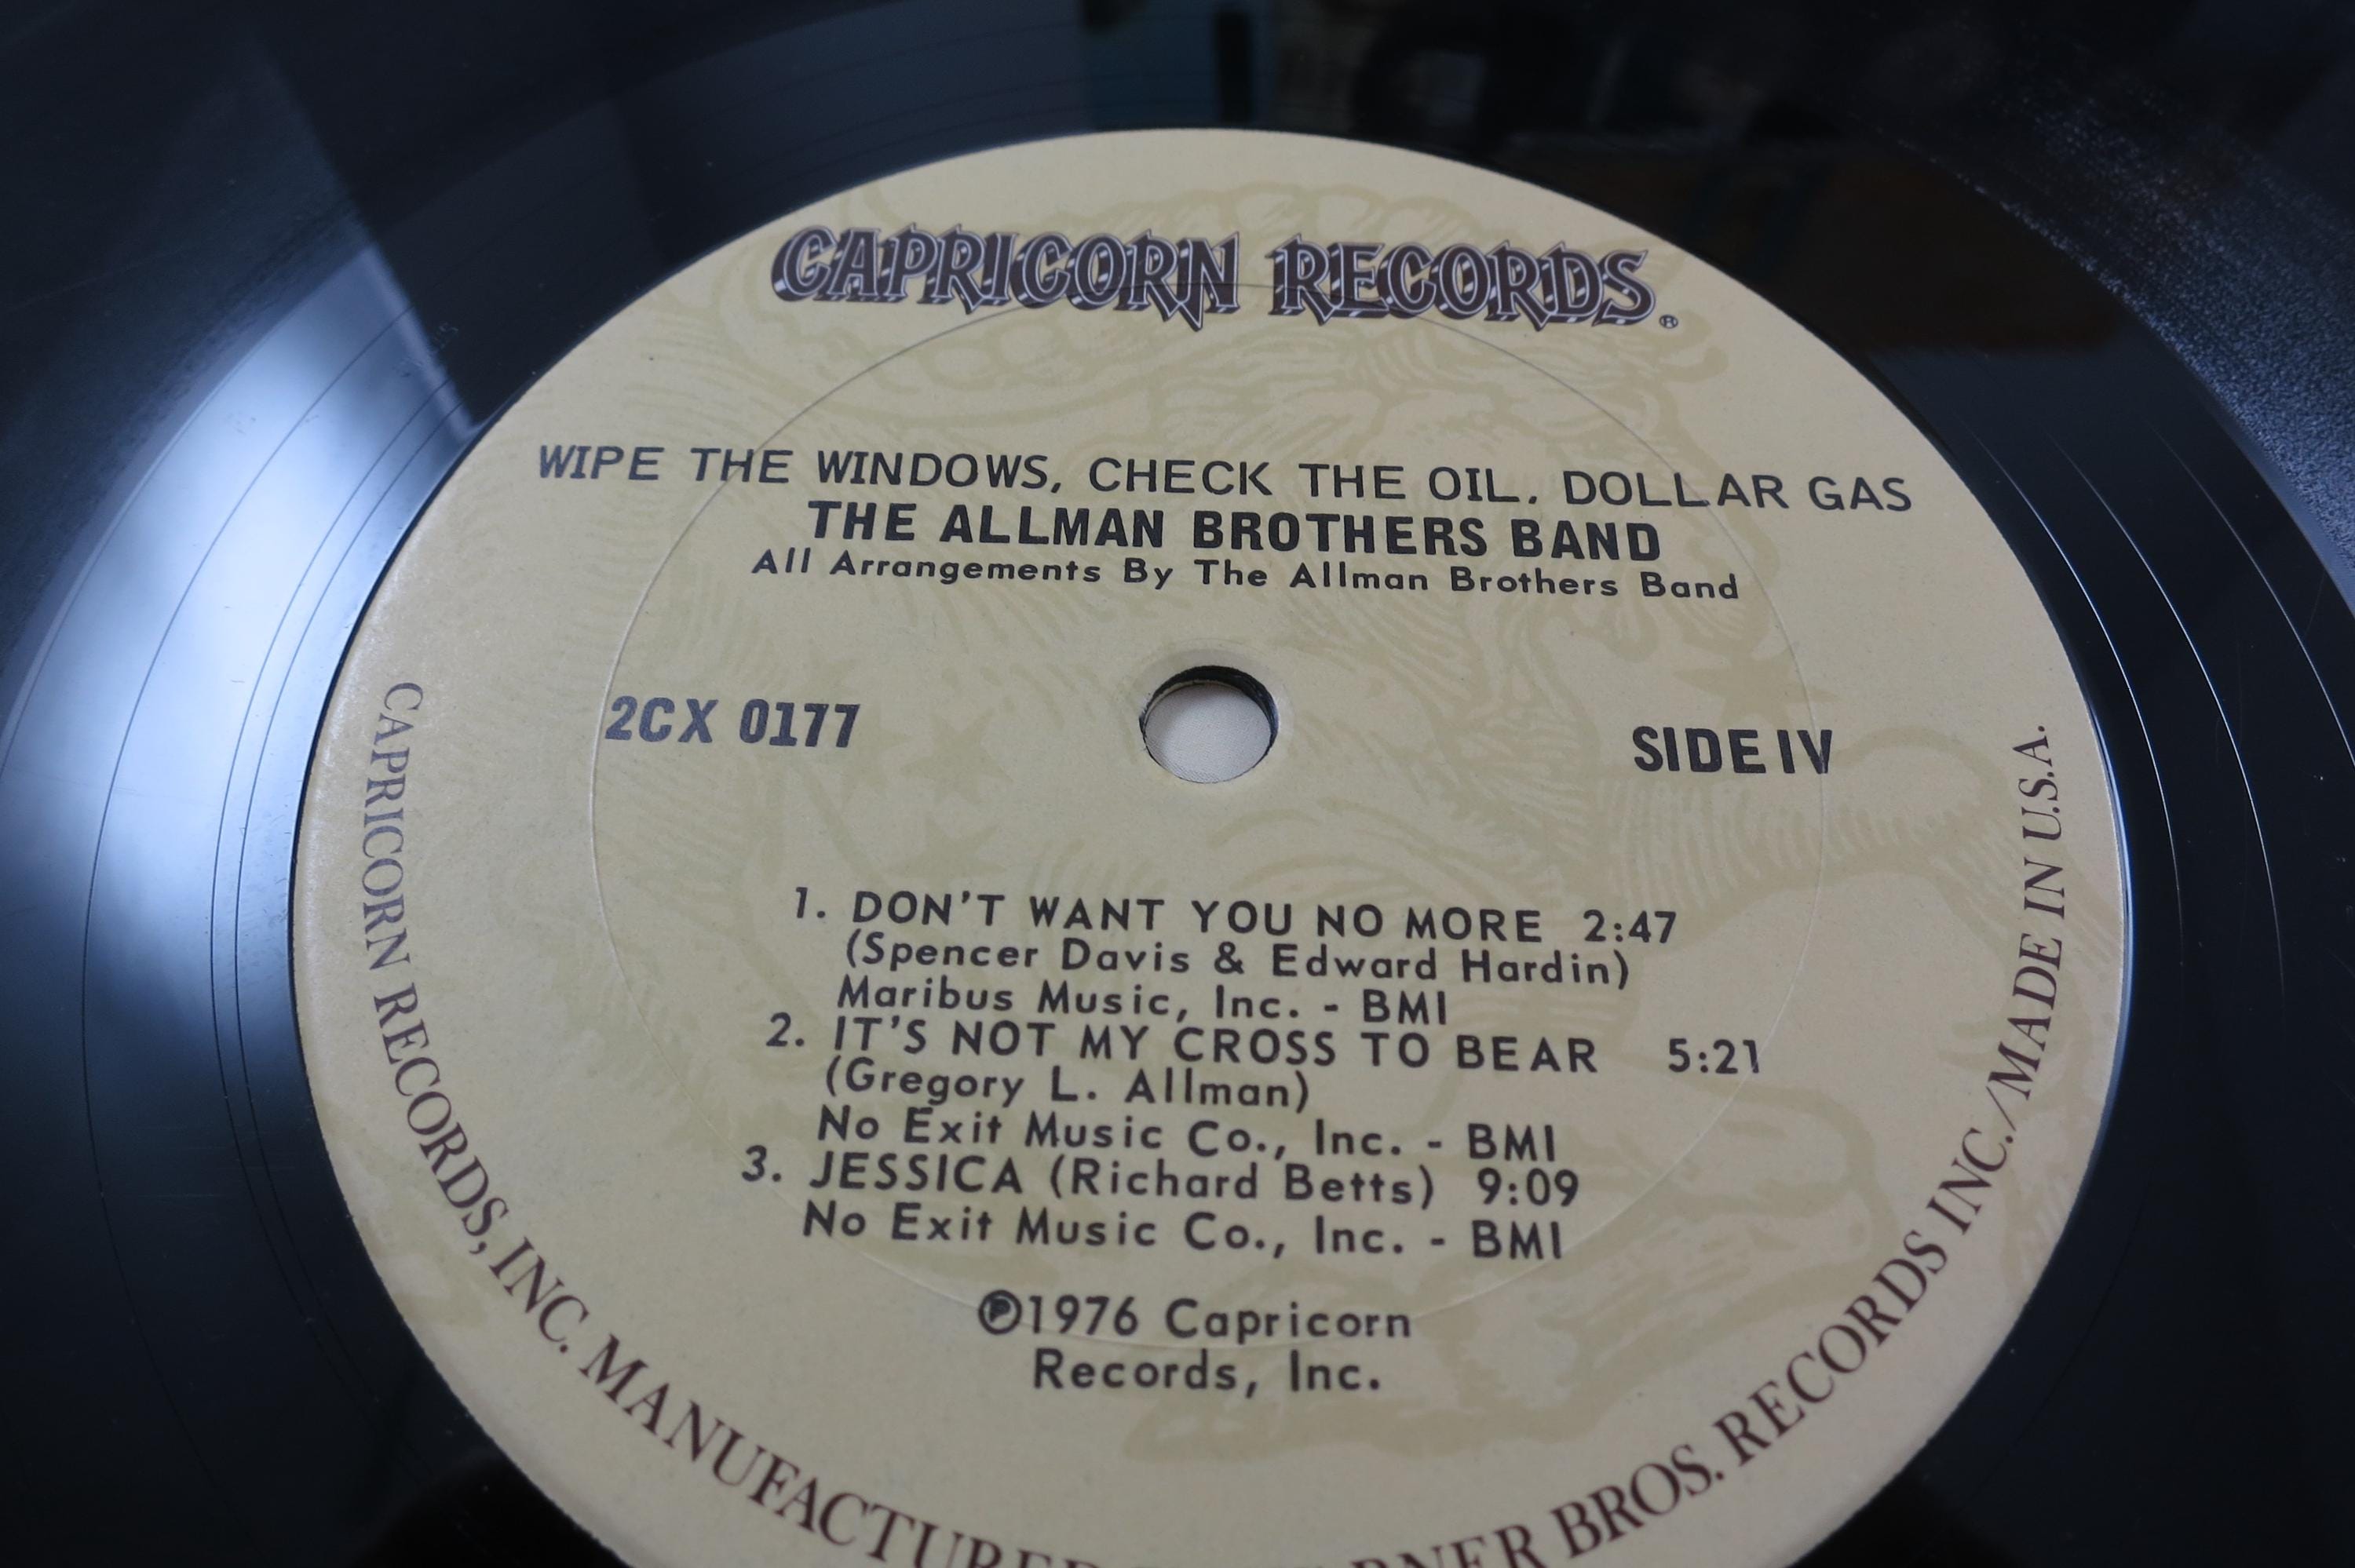 CAPRICORN RECORDS®
WIPE THE WINDOWS, CHECK THE OIL. DOLLAR GAS
THE ALLMAN BROTHERS BAND
All Arrangements By The Allman Brothers Band
2CX 0177
SIDE IV
1. DON'T WANT YOU NO MORE 2:47
(Spencer Davis & Edward Hardin)
Maribus Music, Inc. - BMI
2. IT'S NOT MY CROSS TO BEAR 5:21
(Gregory L. Allman)
No Exit Music Co., Inc. - BMI
3. JESSICA (Richard Betts) 9:09
No Exit Music Co., Inc. - BMI
℗1976 Capricorn
Records, Inc.
CAPRICORN RECORDS, INC. MANUFACTURED WARNER BROS. RECORDS INC./MADE IN U.S.A.